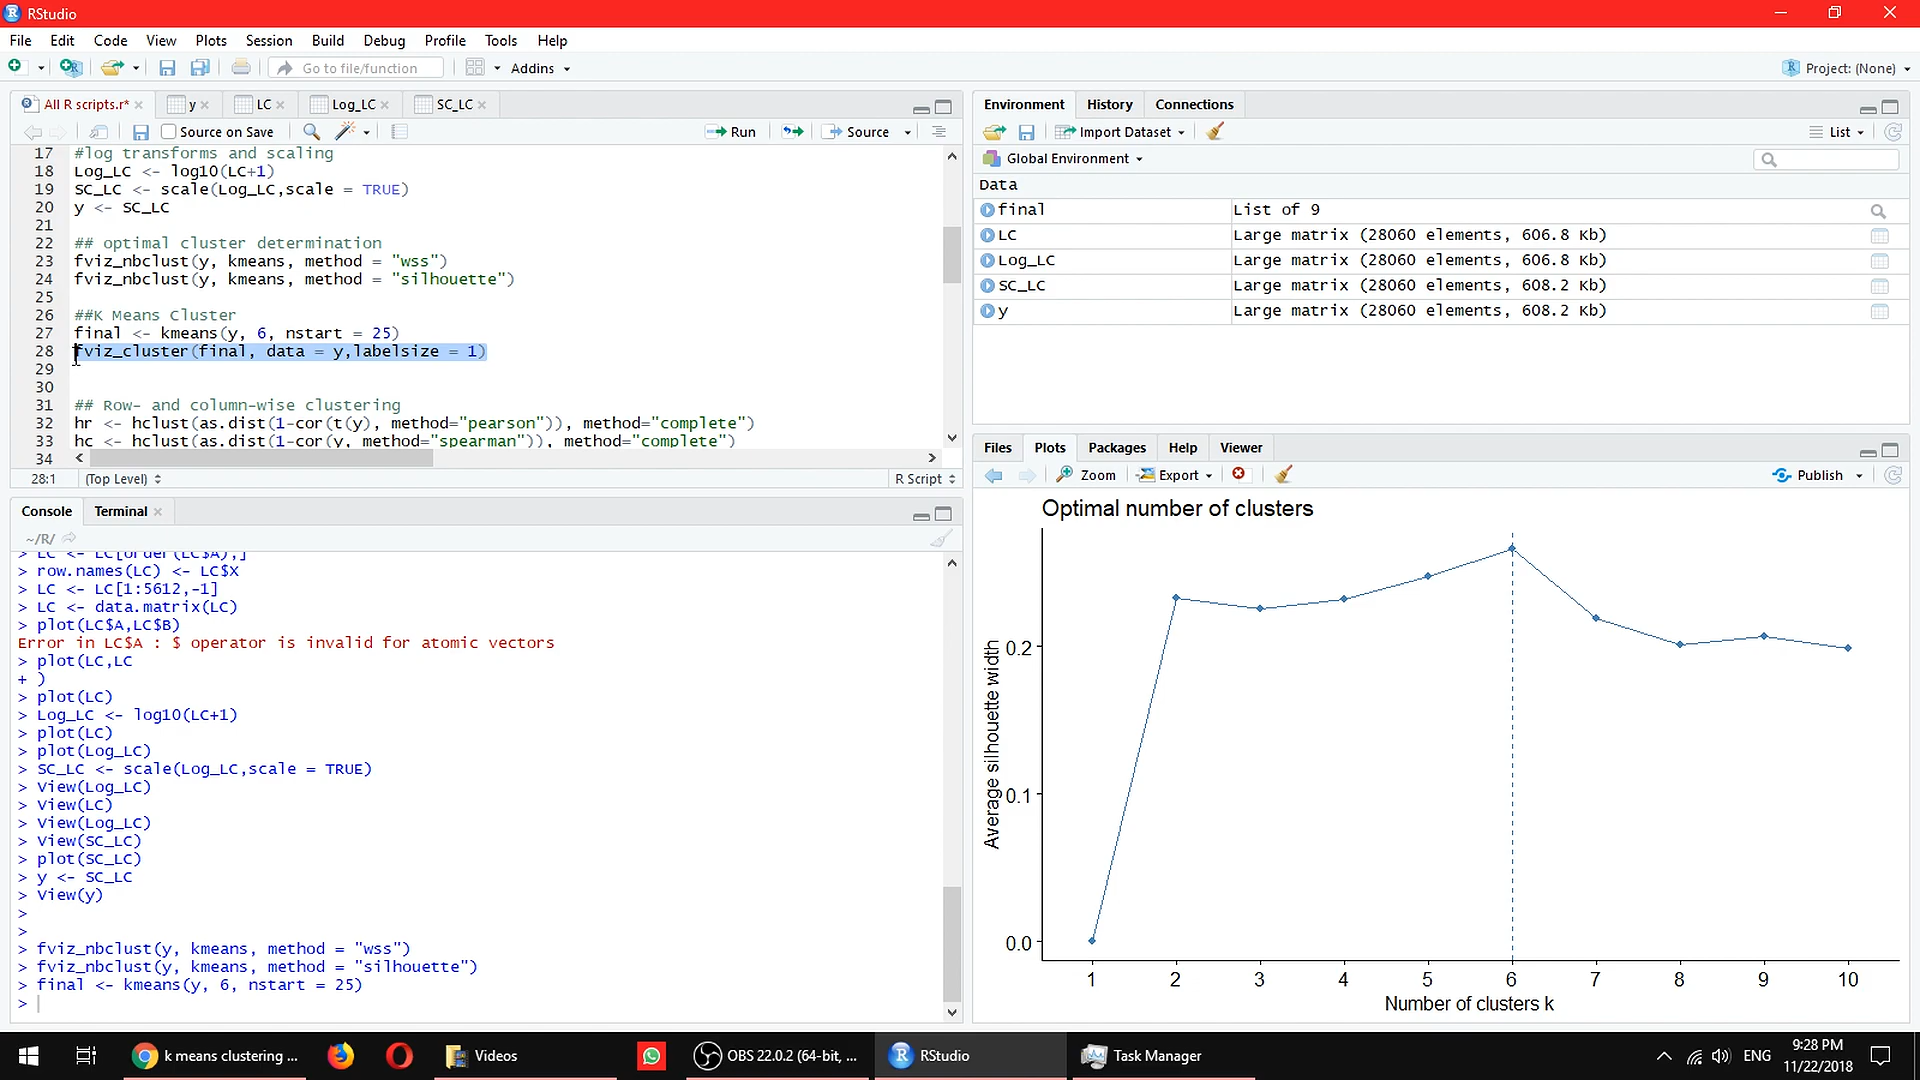 RStudio
File Edit Code View Plots Session Build Debug Profile Tools Help
Go to file/function Addins Project: (None)
All R scripts.r* y LC Log_LC SC_LC
Source on Save Run Source
17 #log transforms and scaling
18 Log_LC <- log10(LC+1)
19 SC_LC <- scale(Log_LC,scale = TRUE)
20 y <- SC_LC
21
22 ## optimal cluster determination
23 fviz_nbclust(y, kmeans, method = "wss")
24 fviz_nbclust(y, kmeans, method = "silhouette")
25
26 ##K Means Cluster
27 final <- kmeans(y, 6, nstart = 25)
28 fviz_cluster(final, data = y,labelsize = 1)
29
30
31 ## Row- and column-wise clustering
32 hr <- hclust(as.dist(1-cor(t(y), method="pearson")), method="complete")
33 hc <- hclust(as.dist(1-cor(y, method="spearman")), method="complete")
34
28:1 (Top Level) R Script
Console Terminal
~/R/
> LC <- LC[order(LC$A),]
> row.names(LC) <- LC$X
> LC <- LC[1:5612,-1]
> LC <- data.matrix(LC)
> plot(LC$A,LC$B)
Error in LC$A : $ operator is invalid for atomic vectors
> plot(LC,LC
+ )
> plot(LC)
> Log_LC <- log10(LC+1)
> plot(LC)
> plot(Log_LC)
> SC_LC <- scale(Log_LC,scale = TRUE)
> View(Log_LC)
> View(LC)
> View(Log_LC)
> View(SC_LC)
> plot(SC_LC)
> y <- SC_LC
> View(y)
>
>
> fviz_nbclust(y, kmeans, method = "wss")
> fviz_nbclust(y, kmeans, method = "silhouette")
> final <- kmeans(y, 6, nstart = 25)
>
Environment History Connections
Import Dataset List
Global Environment
Data
final List of 9
LC Large matrix (28060 elements, 606.8 Kb)
Log_LC Large matrix (28060 elements, 606.8 Kb)
SC_LC Large matrix (28060 elements, 608.2 Kb)
y Large matrix (28060 elements, 608.2 Kb)
Files Plots Packages Help Viewer
Zoom Export Publish
Optimal number of clusters
Average silhouette width
0.2
0.1
0.0
1 2 3 4 5 6 7 8 9 10
Number of clusters k
k means clustering ... Videos OBS 22.0.2 (64-bit, ... RStudio Task Manager ENG
9:28 PM
11/22/2018